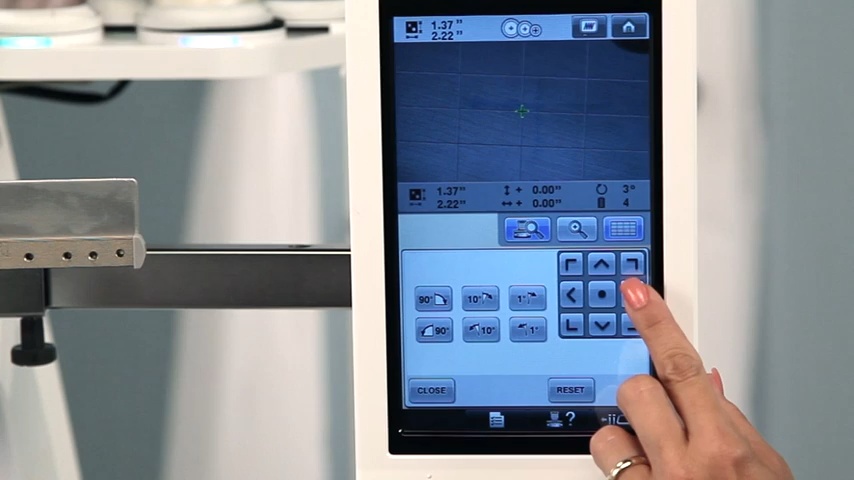 1.37"
2.22"
1.37" + 0.00" 3°
2.22" + 0.00" 4
90° 10° 1°
90° 10° 1°
CLOSE RESET
?